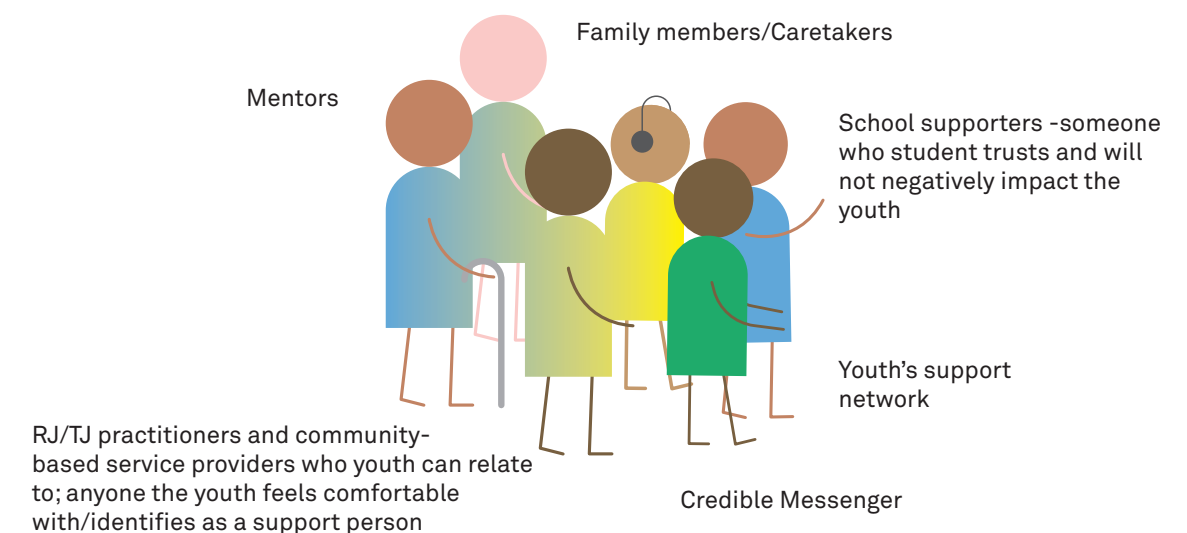 Family members/Caretakers
Mentors
School supporters -someone
who student trusts and will
not negatively impact the
youth
Youth’s support
network
RJ/TJ practitioners and community-
based service providers who youth can relate
to; anyone the youth feels comfortable
with/identifies as a support person
Credible Messenger